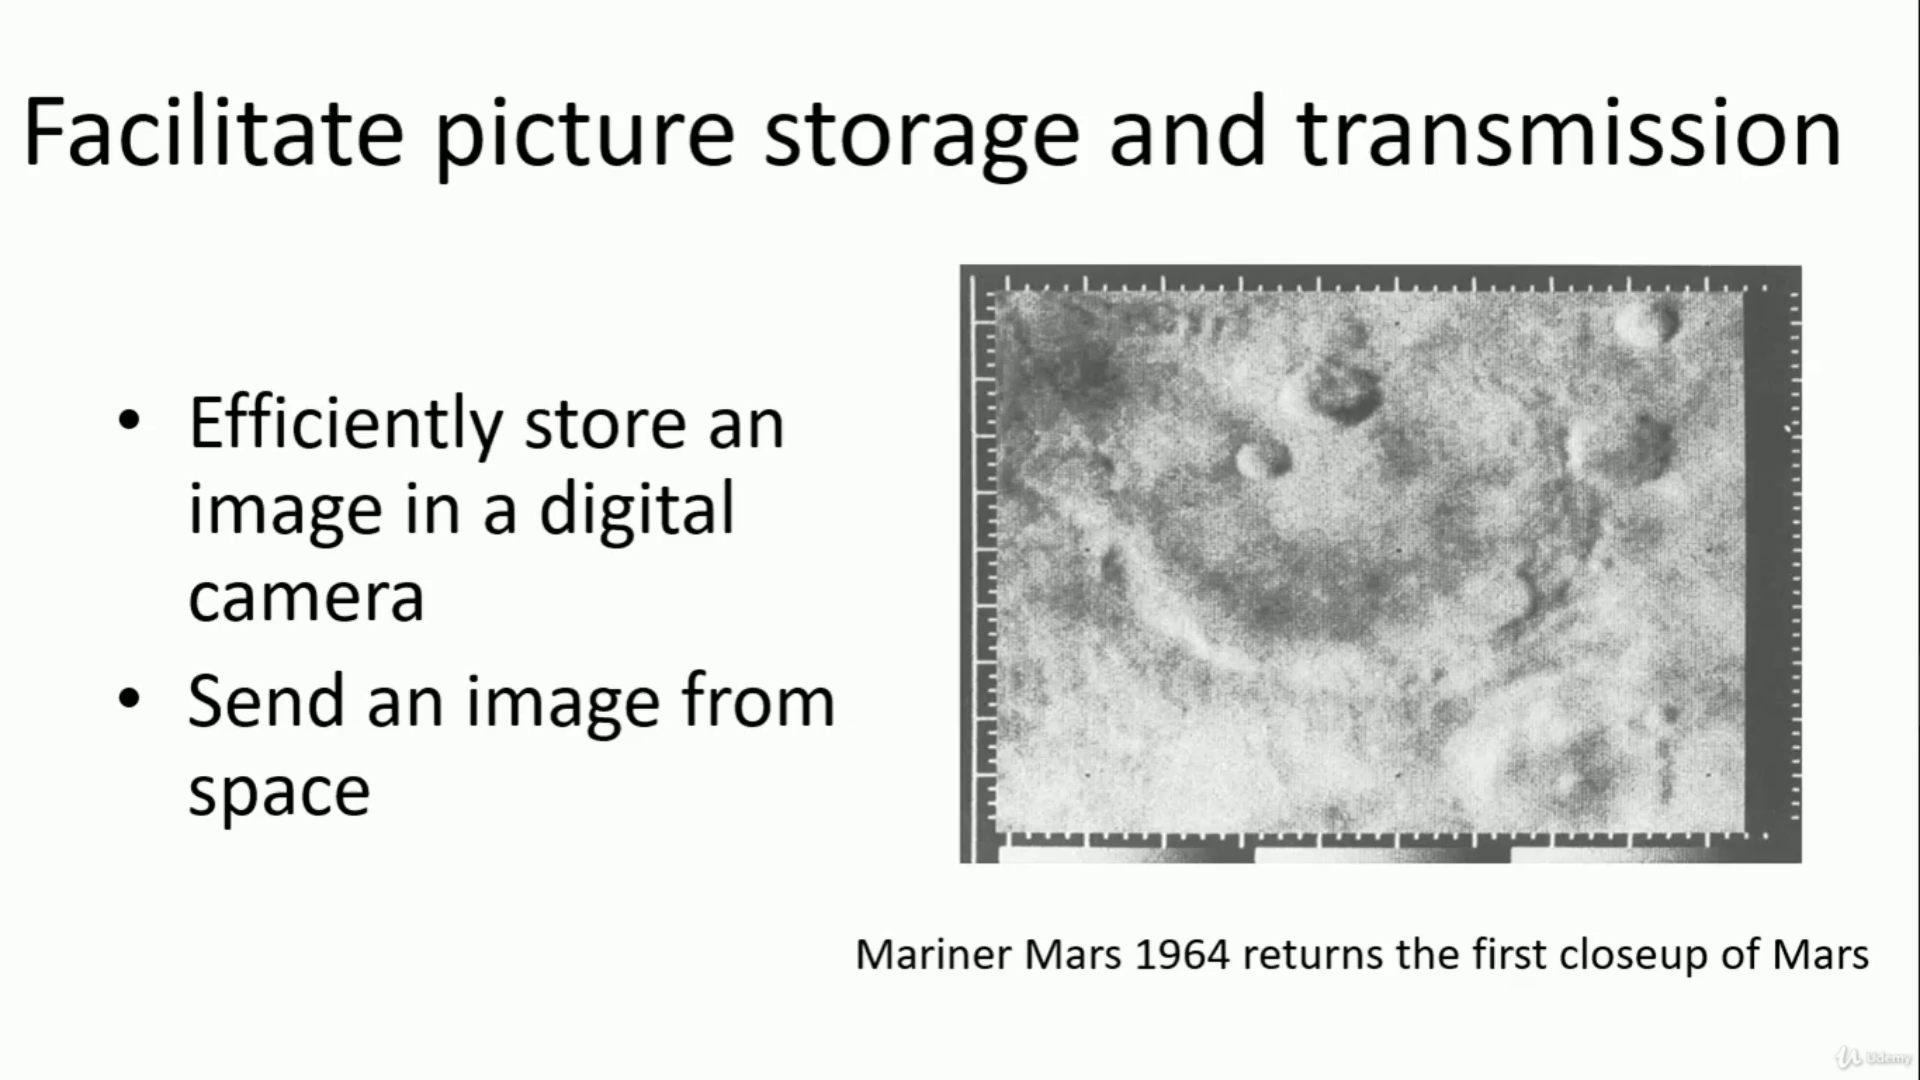 Facilitate picture storage and transmission
• Efficiently store an
image in a digital
camera
• Send an image from
space
Mariner Mars 1964 returns the first closeup of Mars
Udemy